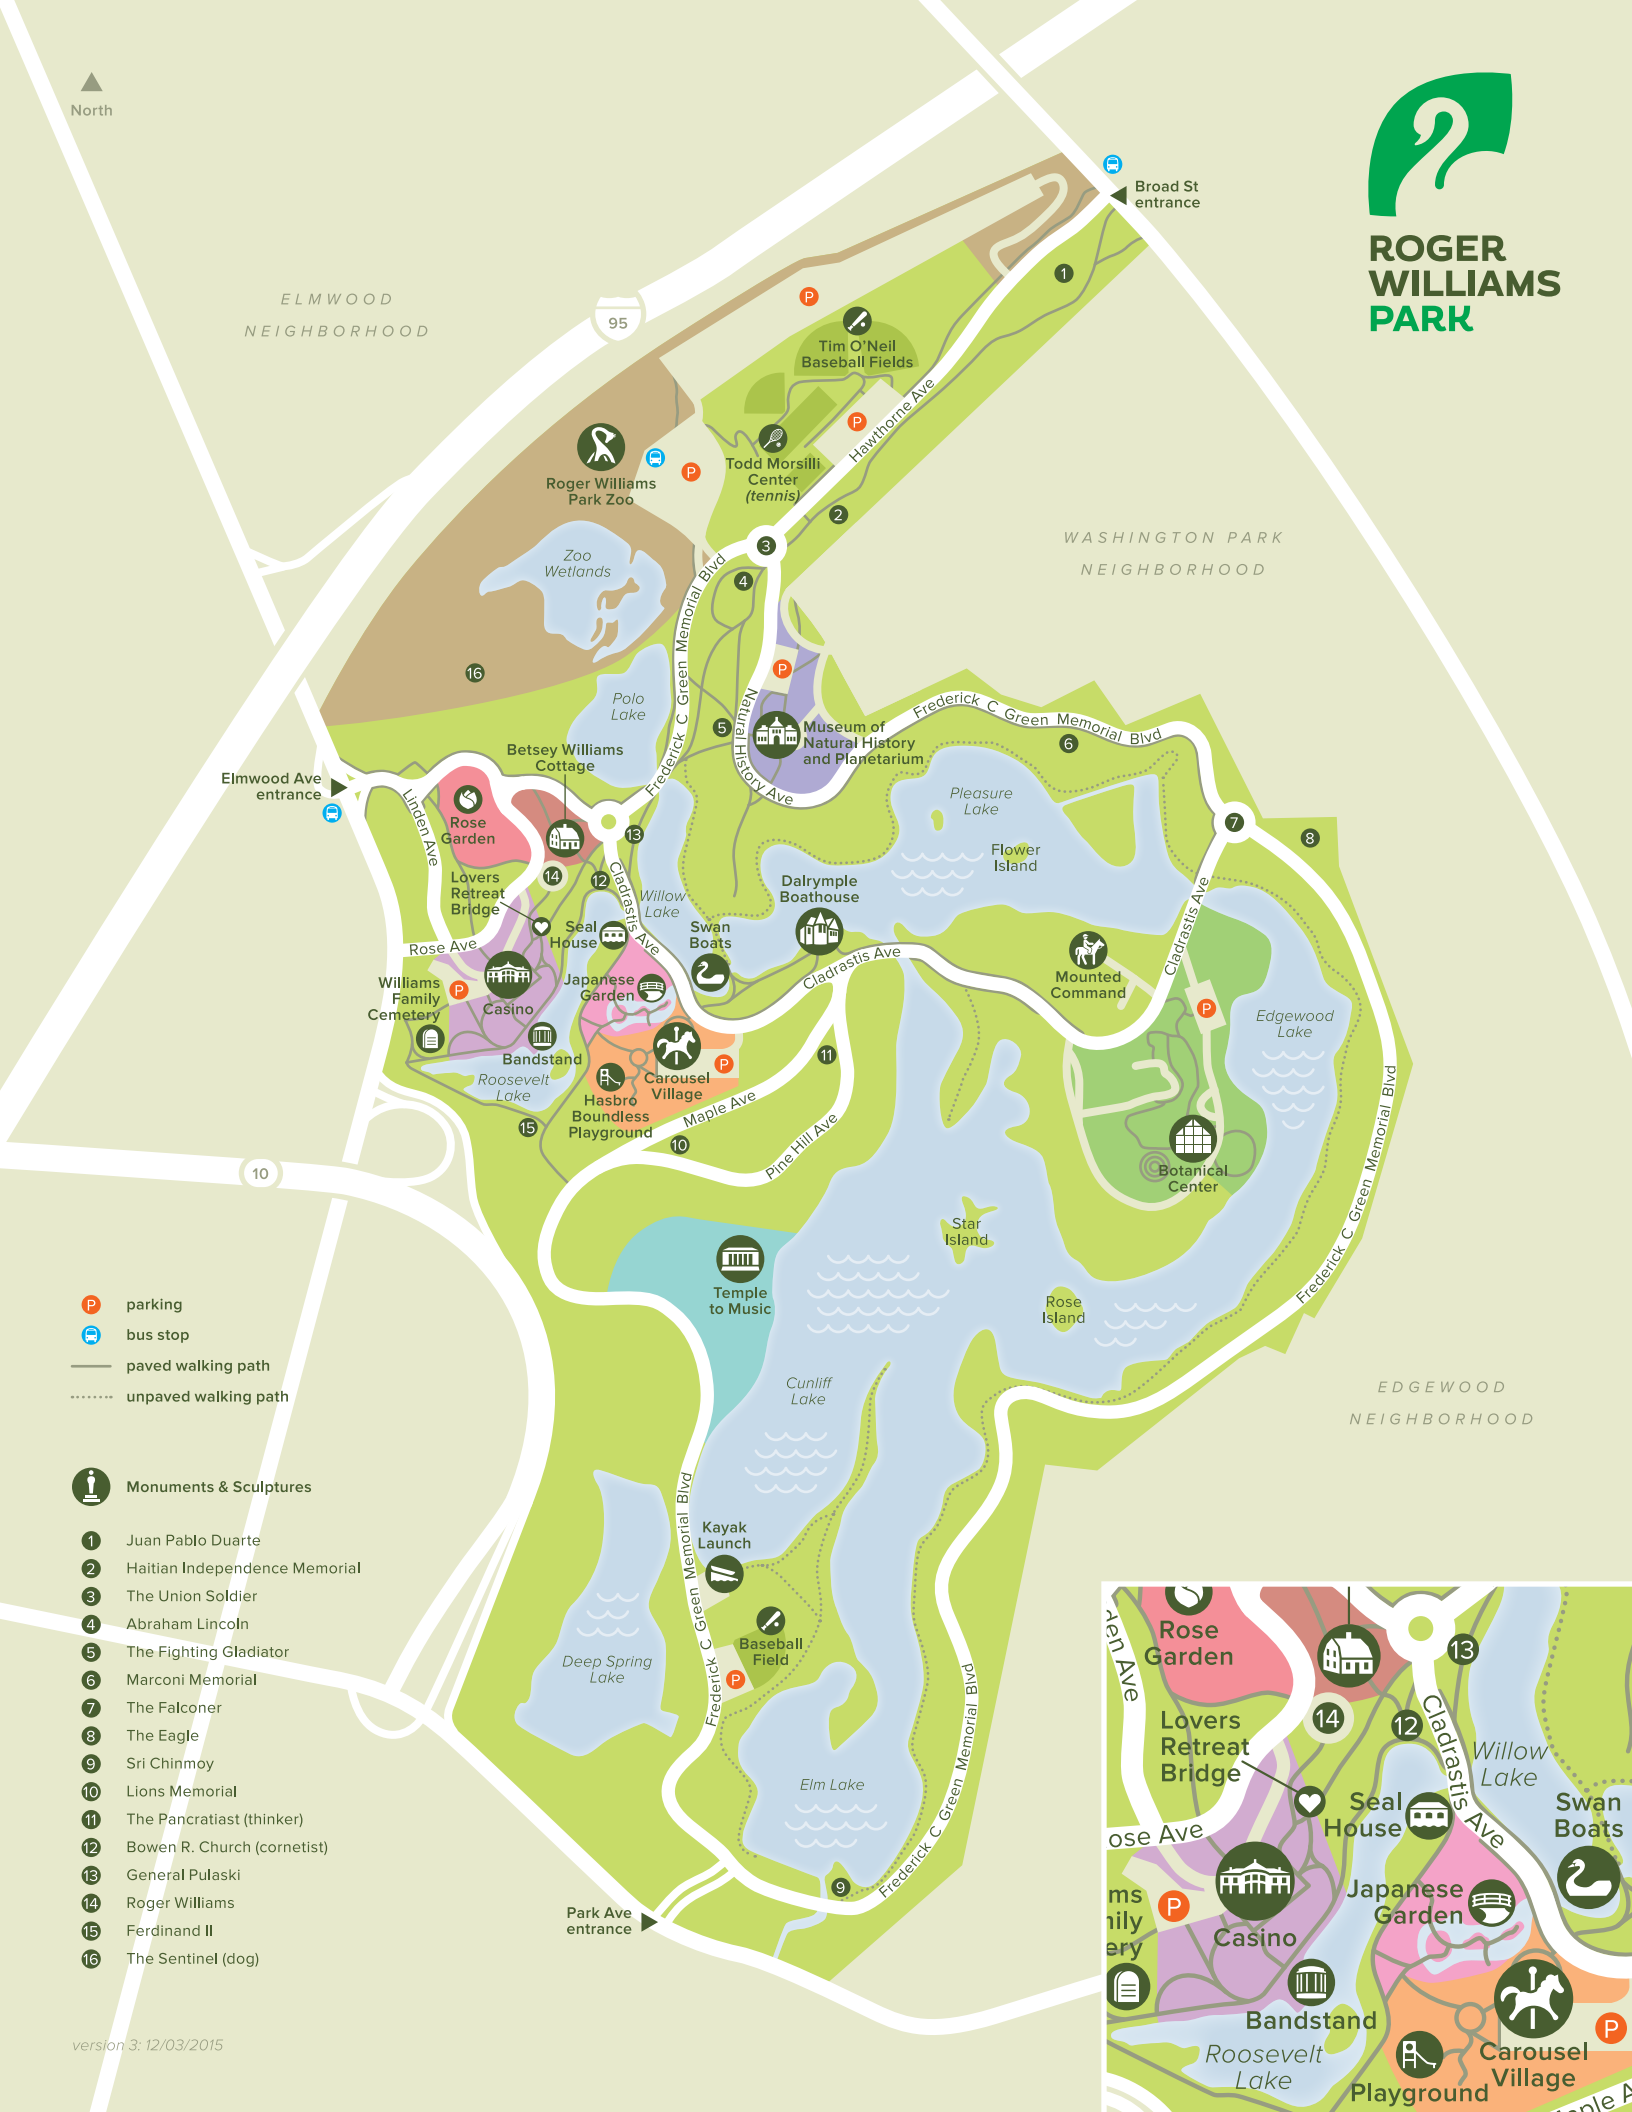 North
ROGER
WILLIAMS
PARK
Broad St
entrance
ELMWOOD
NEIGHBORHOOD
95
P
1
Tim O'Neil
Baseball Fields
P
Hawthorne Ave
Roger Williams
Park Zoo
P
Todd Morsilli
Center
(tennis)
2
WASHINGTON PARK
NEIGHBORHOOD
3
Zoo
Wetlands
4
Frederick C Green Memorial Blvd
16
P
Polo
Lake
5
Natural History Ave
Museum of
Natural History
and Planetarium
Frederick C Green Memorial Blvd
6
Betsey Williams
Cottage
Elmwood Ave
entrance
Linden Ave
Rose
Garden
13
Pleasure
Lake
7
8
Flower
Island
Lovers
Retreat
Bridge
14
12
Cladrastis Ave
Willow
Lake
Dalrymple
Boathouse
Cladrastis Ave
Rose Ave
Seal
House
Swan
Boats
Cladrastis Ave
Mounted
Command
Williams
Family
Cemetery
P
Casino
Japanese
Garden
P
Edgewood
Lake
Bandstand
Roosevelt
Lake
Carousel
Village
P
11
Hasbro
Boundless
Playground
Maple Ave
15
10
Pine Hill Ave
Frederick C Green Memorial Blvd
Botanical
Center
10
Star
Island
Temple
to Music
Rose
Island
P
parking
bus stop
paved walking path
unpaved walking path
Cunliff
Lake
EDGEWOOD
NEIGHBORHOOD
Frederick C Green Memorial Blvd
Kayak
Launch
Baseball
Field
P
Deep Spring
Lake
Elm Lake
Frederick C Green Memorial Blvd
9
Park Ave
entrance
Monuments & Sculptures
1 Juan Pablo Duarte
2 Haitian Independence Memorial
3 The Union Soldier
4 Abraham Lincoln
5 The Fighting Gladiator
6 Marconi Memorial
7 The Falconer
8 The Eagle
9 Sri Chinmoy
10 Lions Memorial
11 The Pancratiast (thinker)
12 Bowen R. Church (cornetist)
13 General Pulaski
14 Roger Williams
15 Ferdinand II
16 The Sentinel (dog)
version 3: 12/03/2015
en Ave
Rose
Garden
13
14
12
Cladrastis Ave
Lovers
Retreat
Bridge
Willow
Lake
Seal
House
Swan
Boats
ose Ave
ms
ily
ery
P
Casino
Japanese
Garden
Bandstand
Roosevelt
Lake
Carousel
Village
P
Playground
ple A